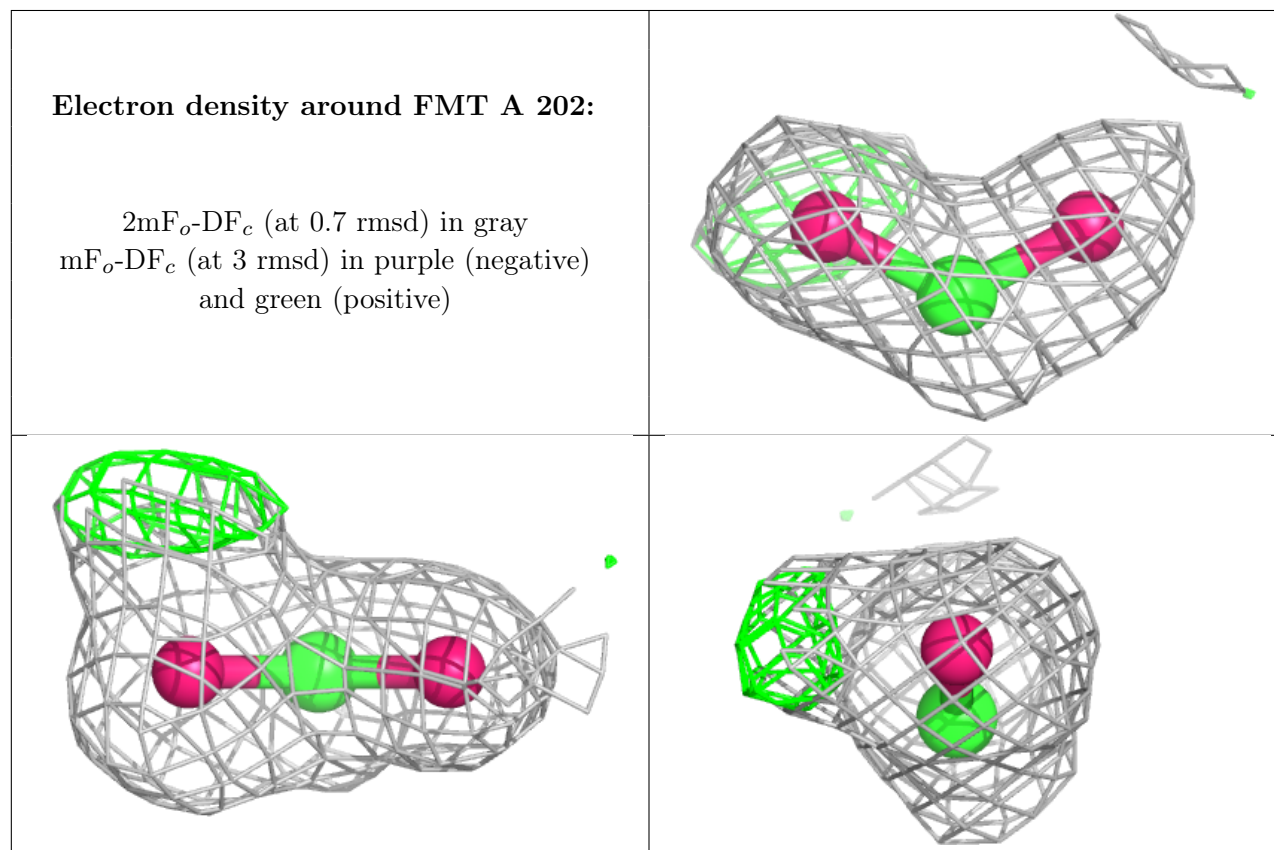 Electron density around FMT A 202:
2mFo-DFc (at 0.7 rmsd) in gray
mFo-DFc (at 3 rmsd) in purple (negative)
and green (positive)